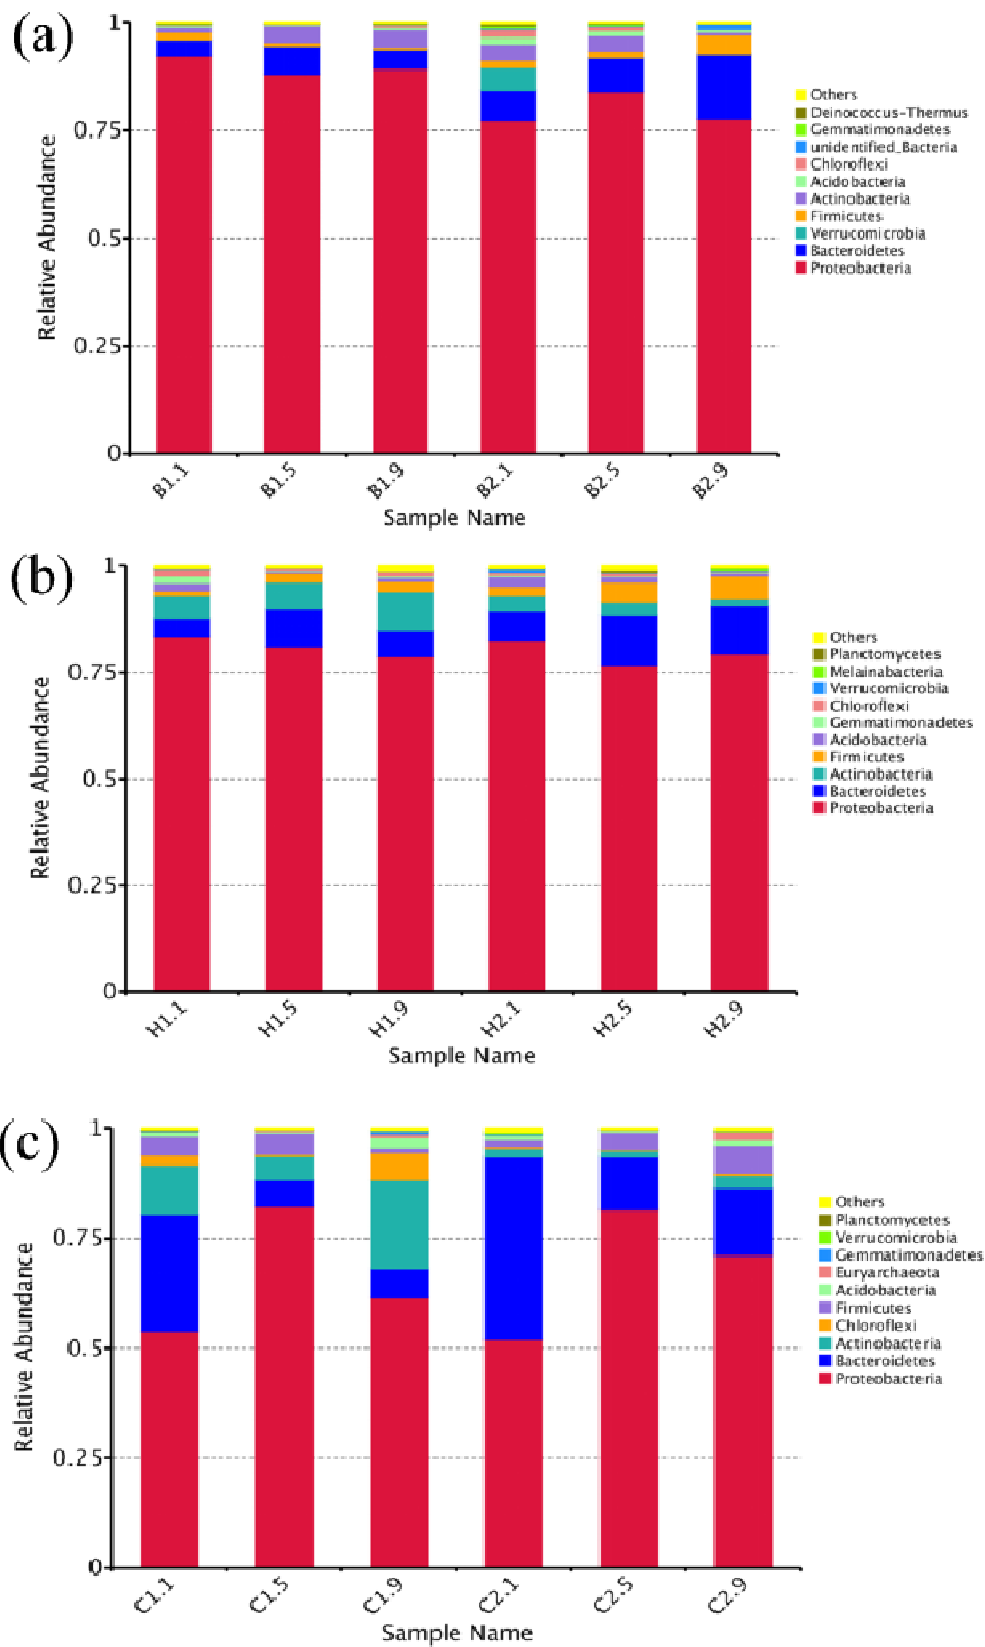 (a)
1
0.75
0.5
0.25
0
Relative Abundance
B1.1
B1.5
B1.9
B2.1
B2.5
B2.9
Sample Name
Others
Deinococcus-Thermus
Gemmatimonadetes
unidentified_Bacteria
Chloroflexi
Acidobacteria
Actinobacteria
Firmicutes
Verrucomicrobia
Bacteroidetes
Proteobacteria
(b)
1
0.75
0.5
0.25
0
Relative Abundance
H1.1
H1.5
H1.9
H2.1
H2.5
H2.9
Sample Name
Others
Planctomycetes
Melainabacteria
Verrucomicrobia
Chloroflexi
Gemmatimonadetes
Acidobacteria
Firmicutes
Actinobacteria
Bacteroidetes
Proteobacteria
(c)
1
0.75
0.5
0.25
0
Relative Abundance
C1.1
C1.5
C1.9
C2.1
C2.5
C2.9
Sample Name
Others
Planctomycetes
Verrucomicrobia
Gemmatimonadetes
Euryarchaeota
Acidobacteria
Firmicutes
Chloroflexi
Actinobacteria
Bacteroidetes
Proteobacteria